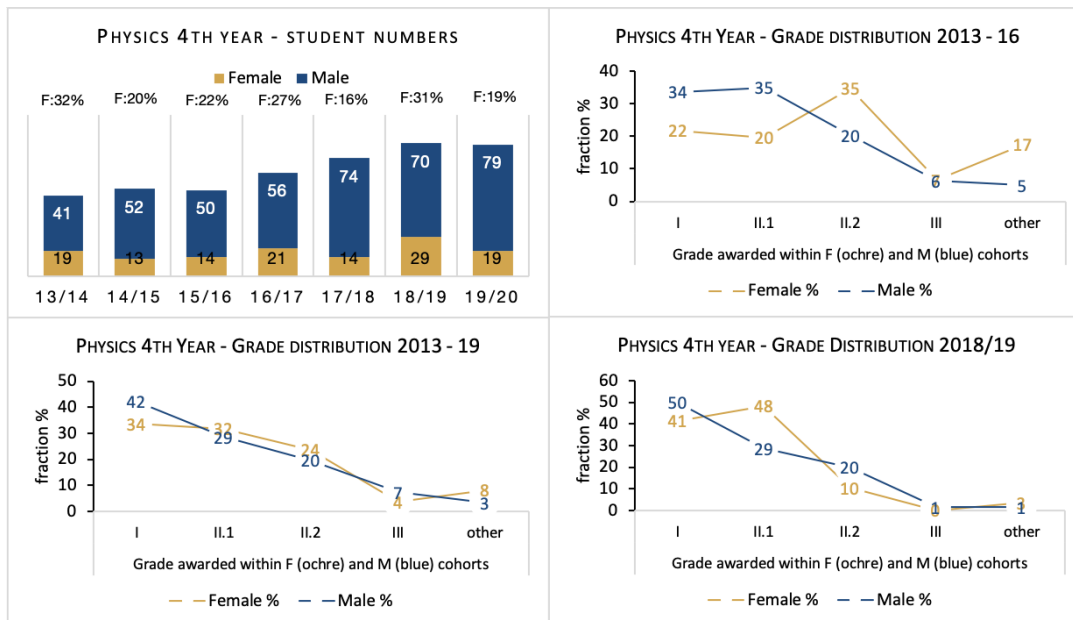 PHYSICS 4TH YEAR - STUDENT NUMBERS
Female Male
F:32% F:20% F:22% F:27% F:16% F:31% F:19%
41 52 50 56 74 70 79
19 13 14 21 14 29 19
13/14 14/15 15/16 16/17 17/18 18/19 19/20
PHYSICS 4TH YEAR - GRADE DISTRIBUTION 2013 - 16
fraction %
40
30
20
10
0
34 35 20 6 5
22 20 35 17
I II.1 II.2 III other
Grade awarded within F (ochre) and M (blue) cohorts
Female % Male %
PHYSICS 4TH YEAR - GRADE DISTRIBUTION 2013 - 19
fraction %
50
40
30
20
10
0
42 29 20 7 3
34 32 24 4 8
I II.1 II.2 III other
Grade awarded within F (ochre) and M (blue) cohorts
Female % Male %
PHYSICS 4TH YEAR - GRADE DISTRIBUTION 2018/19
fraction %
60
50
40
30
20
10
0
50 29 20 1 1
41 48 10 0 3
I II.1 II.2 III other
Grade awarded within F (ochre) and M (blue) cohorts
Female % Male %